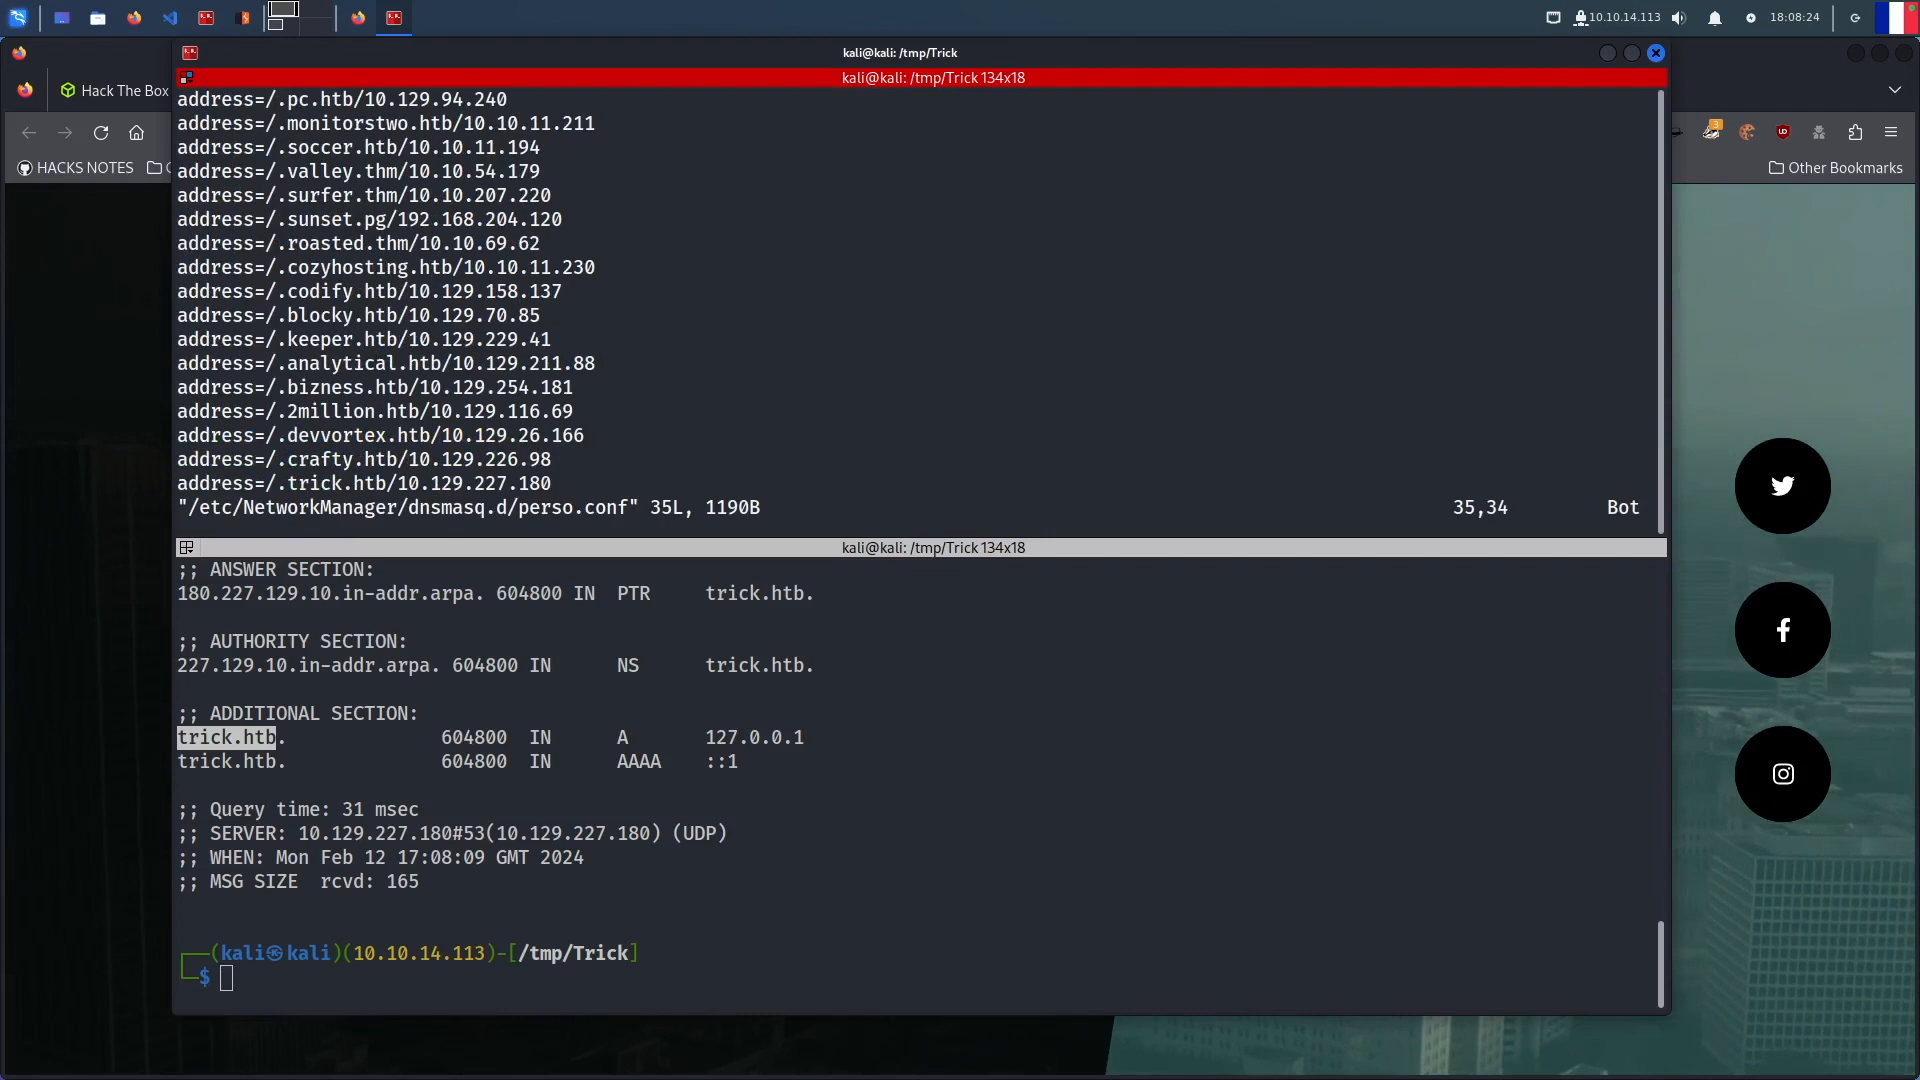 10.10.14.113
18:08:24
kali@kali: /tmp/Trick
kali@kali: /tmp/Trick 134x18
Hack The Box
HACKS NOTES
Other Bookmarks
3
address=/.pc.htb/10.129.94.240
address=/.monitorstwo.htb/10.10.11.211
address=/.soccer.htb/10.10.11.194
address=/.valley.thm/10.10.54.179
address=/.surfer.thm/10.10.207.220
address=/.sunset.pg/192.168.204.120
address=/.roasted.thm/10.10.69.62
address=/.cozyhosting.htb/10.10.11.230
address=/.codify.htb/10.129.158.137
address=/.blocky.htb/10.129.70.85
address=/.keeper.htb/10.129.229.41
address=/.analytical.htb/10.129.211.88
address=/.bizness.htb/10.129.254.181
address=/.2million.htb/10.129.116.69
address=/.devvortex.htb/10.129.26.166
address=/.crafty.htb/10.129.226.98
address=/.trick.htb/10.129.227.180
"/etc/NetworkManager/dnsmasq.d/perso.conf" 35L, 1190B 35,34 Bot
kali@kali: /tmp/Trick 134x18
;; ANSWER SECTION:
180.227.129.10.in-addr.arpa. 604800 IN PTR trick.htb.
;; AUTHORITY SECTION:
227.129.10.in-addr.arpa. 604800 IN NS trick.htb.
;; ADDITIONAL SECTION:
trick.htb. 604800 IN A 127.0.0.1
trick.htb. 604800 IN AAAA ::1
;; Query time: 31 msec
;; SERVER: 10.129.227.180#53(10.129.227.180) (UDP)
;; WHEN: Mon Feb 12 17:08:09 GMT 2024
;; MSG SIZE rcvd: 165
┌──(kali㉿kali)(10.10.14.113)-[/tmp/Trick]
└─$